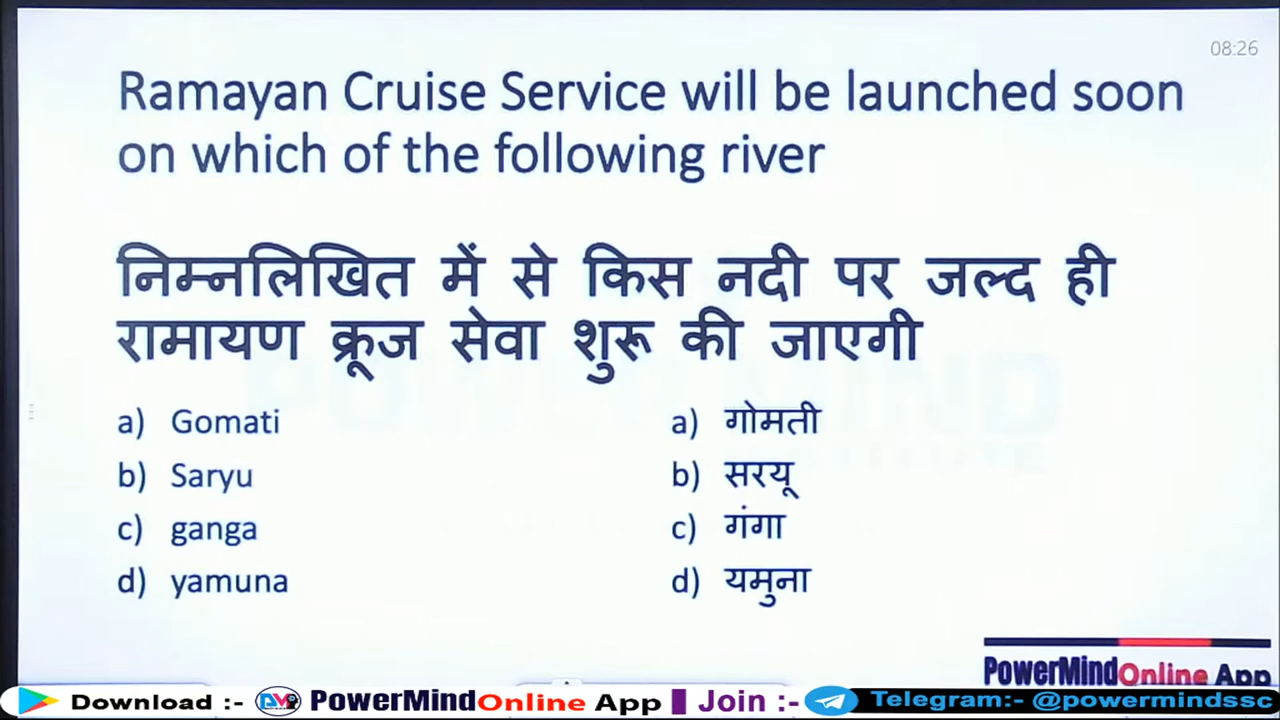 08:26
Ramayan Cruise Service will be launched soon
on which of the following river
निम्नलिखित में से किस नदी पर जल्द ही
रामायण क्रूज सेवा शुरू की जाएगी
a) Gomati
b) Saryu
c) ganga
d) yamuna
a) गोमती
b) सरयू
c) गंगा
d) यमुना
PowerMindOnline App
Download :- PowerMindOnline App Join :- Telegram:- @powermindssc